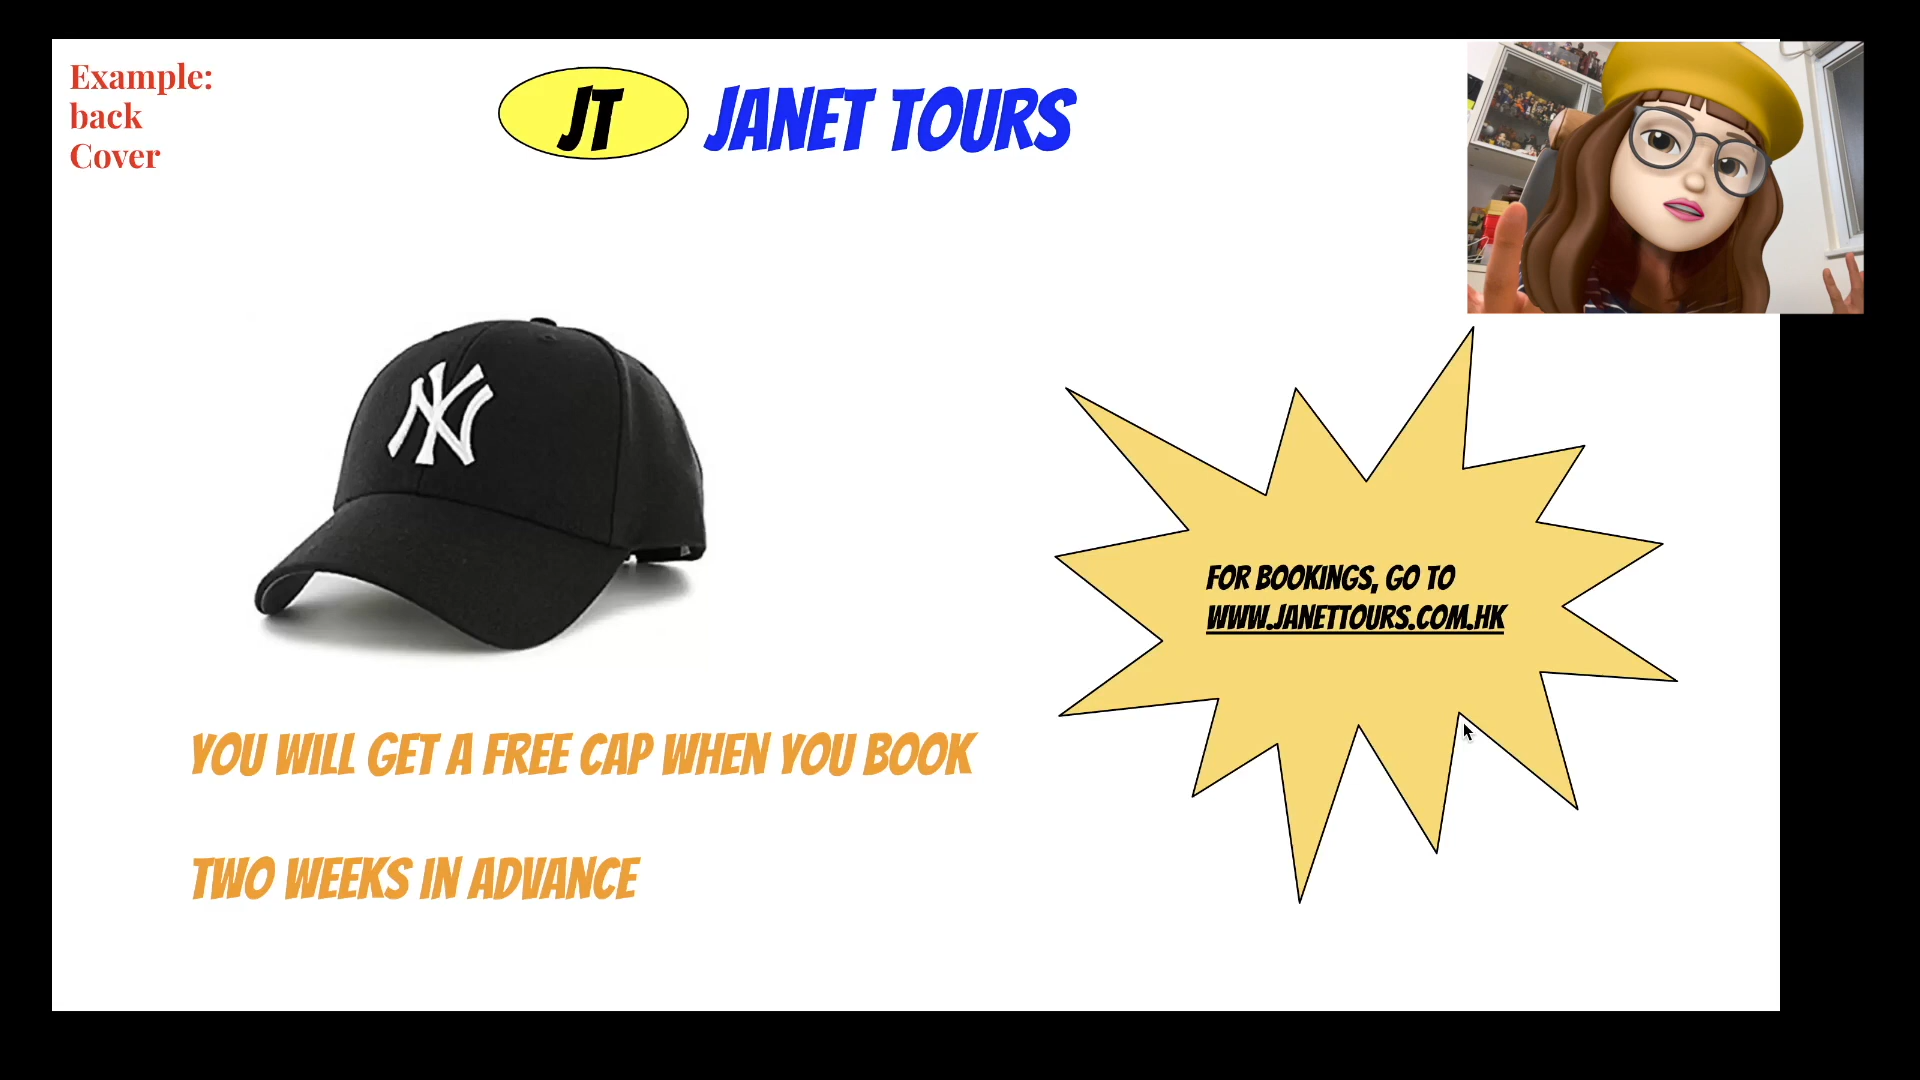 Example:
back
Cover
JT
JANET TOURS
NY
FOR BOOKINGS, GO TO
WWW.JANETTOURS.COM.HK
YOU WILL GET A FREE CAP WHEN YOU BOOK
TWO WEEKS IN ADVANCE